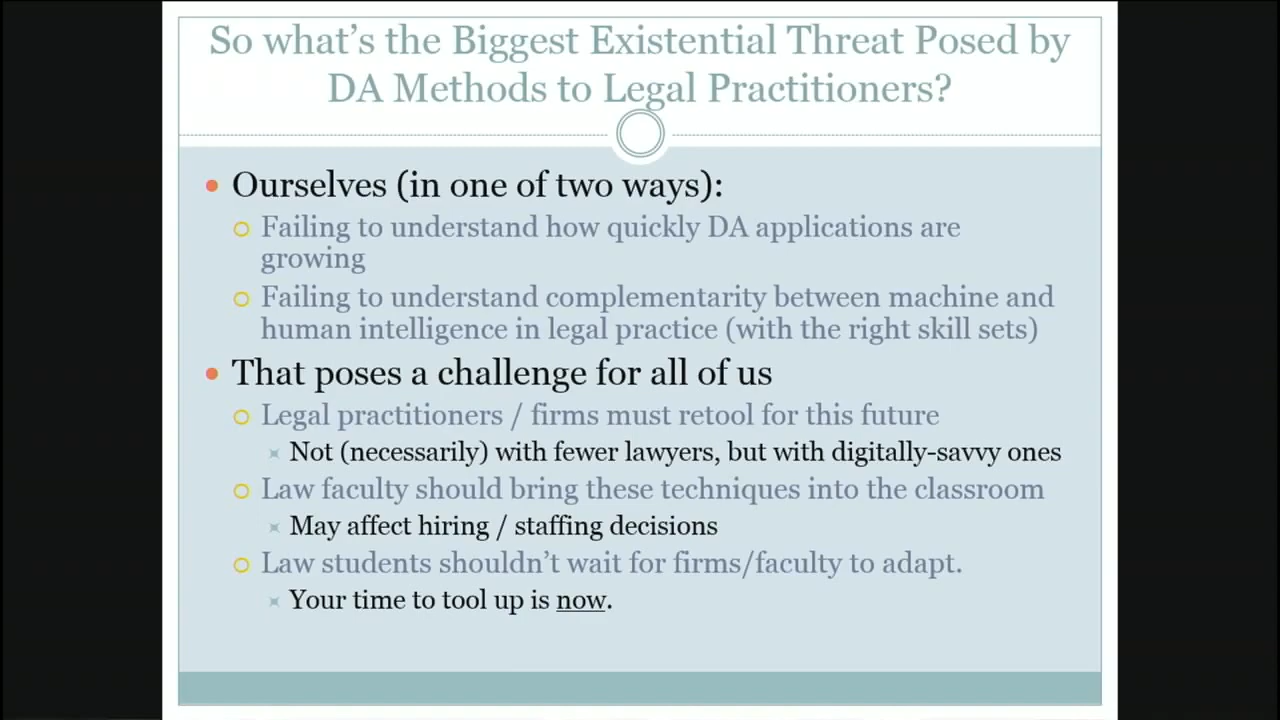 So what's the Biggest Existential Threat Posed by
DA Methods to Legal Practitioners?
Ourselves (in one of two ways):
Failing to understand how quickly DA applications are
growing
Failing to understand complementarity between machine and
human intelligence in legal practice (with the right skill sets)
That poses a challenge for all of us
Legal practitioners / firms must retool for this future
Not (necessarily) with fewer lawyers, but with digitally-savvy ones
Law faculty should bring these techniques into the classroom
May affect hiring / staffing decisions
Law students shouldn't wait for firms/faculty to adapt.
Your time to tool up is now.